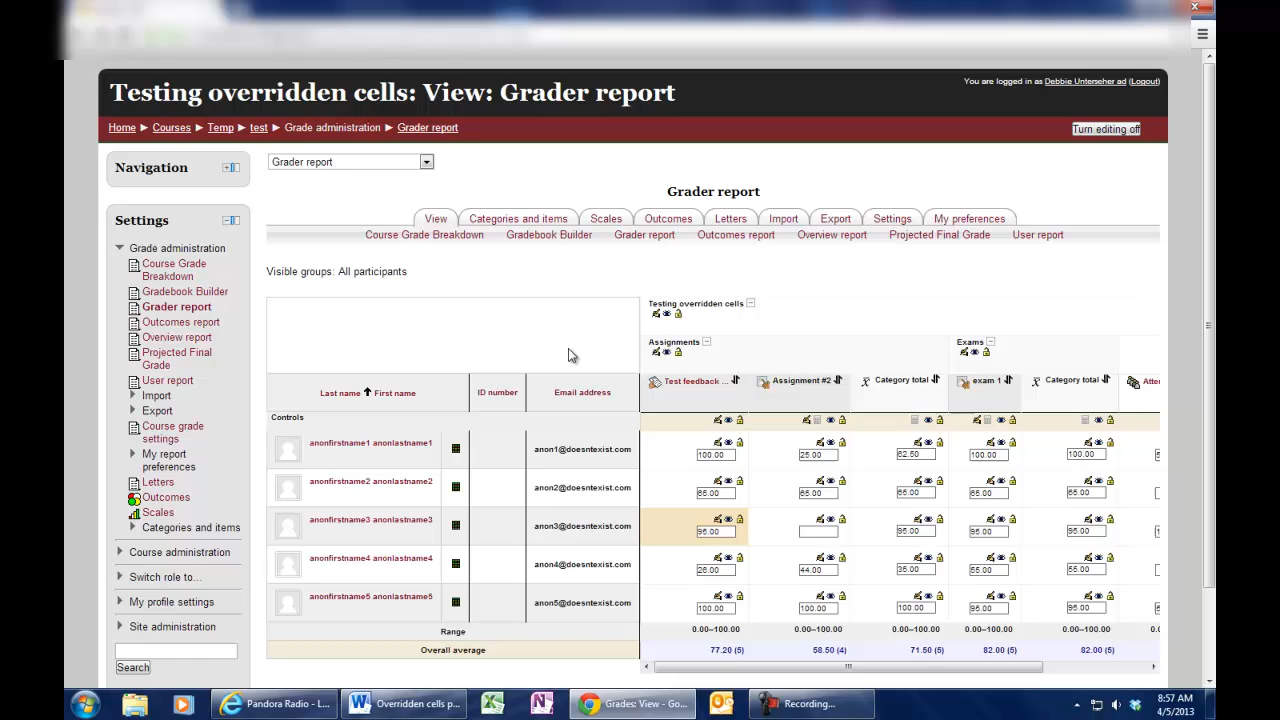 Testing overridden cells: View: Grader report
You are logged in as Debbie Unterseher ad (Logout)
Home ► Courses ► Temp ► test ► Grade administration ► Grader report
Turn editing off
Navigation
Grader report
Settings
Grade administration
Course Grade
Breakdown
Gradebook Builder
Grader report
Outcomes report
Overview report
Projected Final
Grade
User report
Import
Export
Course grade
settings
My report
preferences
Letters
Outcomes
Scales
Categories and items
Course administration
Switch role to...
My profile settings
Site administration
Search
Grader report
View Categories and items Scales Outcomes Letters Import Export Settings My preferences
Course Grade Breakdown Gradebook Builder Grader report Outcomes report Overview report Projected Final Grade User report
Visible groups: All participants
Testing overridden cells
Assignments Exams
Last name First name ID number Email address Test feedback ... Assignment #2 Category total exam 1 Category total Atte
Controls
anonfirstname1 anonlastname1 anon1@doesntexist.com 100.00 25.00 62.50 100.00 100.00
anonfirstname2 anonlastname2 anon2@doesntexist.com 65.00 65.00 65.00 65.00 65.00
anonfirstname3 anonlastname3 anon3@doesntexist.com 95.00 95.00 95.00 95.00
anonfirstname4 anonlastname4 anon4@doesntexist.com 26.00 44.00 35.00 55.00 55.00
anonfirstname5 anonlastname5 anon5@doesntexist.com 100.00 100.00 100.00 95.00 95.00
Range 0.00–100.00 0.00–100.00 0.00–100.00 0.00–100.00 0.00–100.00
Overall average 77.20 (5) 58.50 (4) 71.50 (5) 82.00 (5) 82.00 (5)
Pandora Radio - L... Overridden cells p... Grades: View - Go... Recording...
8:57 AM
4/5/2013